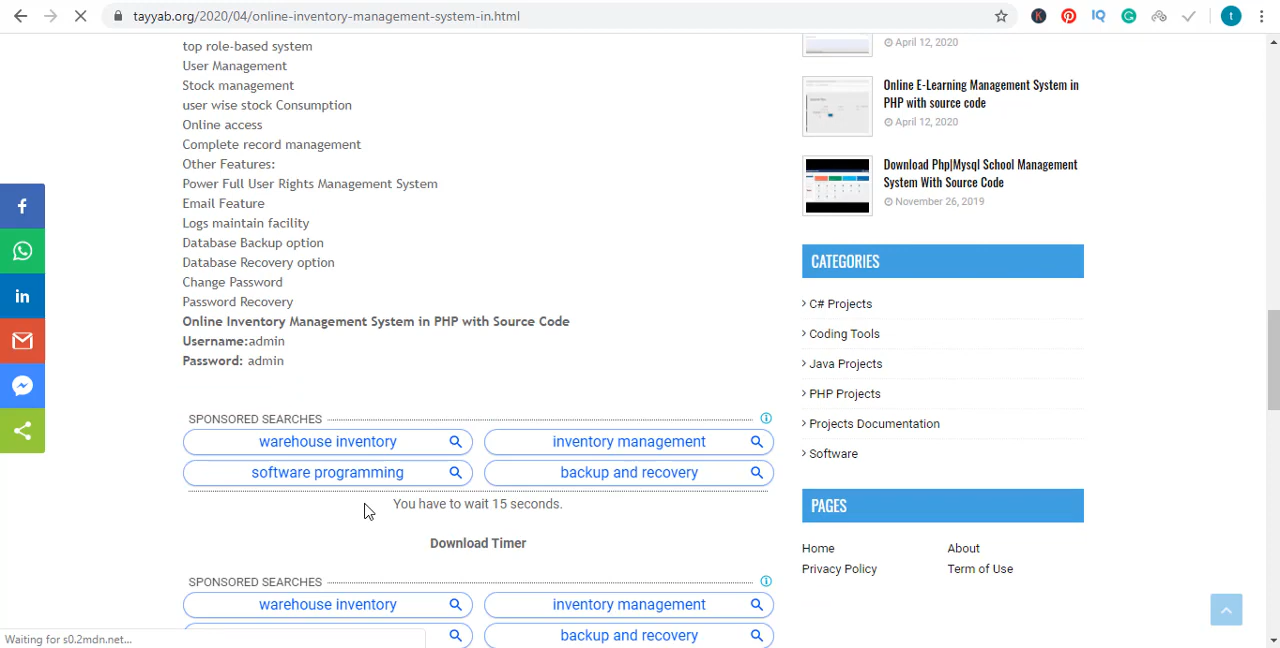 tayyab.org/2020/04/online-inventory-management-system-in.html
t
top role-based system
User Management
Stock management
user wise stock Consumption
Online access
Complete record management
Other Features:
Power Full User Rights Management System
Email Feature
Logs maintain facility
Database Backup option
Database Recovery option
Change Password
Password Recovery
Online Inventory Management System in PHP with Source Code
Username:admin
Password: admin
SPONSORED SEARCHES
warehouse inventory
inventory management
software programming
backup and recovery
You have to wait 15 seconds.
Download Timer
SPONSORED SEARCHES
warehouse inventory
inventory management
backup and recovery
April 12, 2020
Online E-Learning Management System in
PHP with source code
April 12, 2020
Download Php|Mysql School Management
System With Source Code
November 26, 2019
CATEGORIES
C# Projects
Coding Tools
Java Projects
PHP Projects
Projects Documentation
Software
PAGES
Home
About
Privacy Policy
Term of Use
Waiting for s0.2mdn.net...